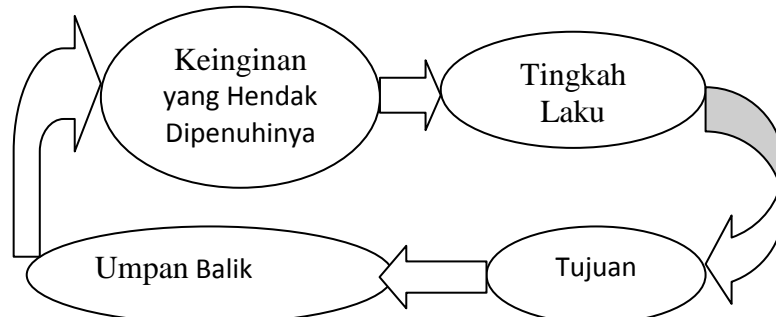 Keinginan
yang Hendak
Dipenuhinya
Tingkah
Laku
Tujuan
Umpan Balik